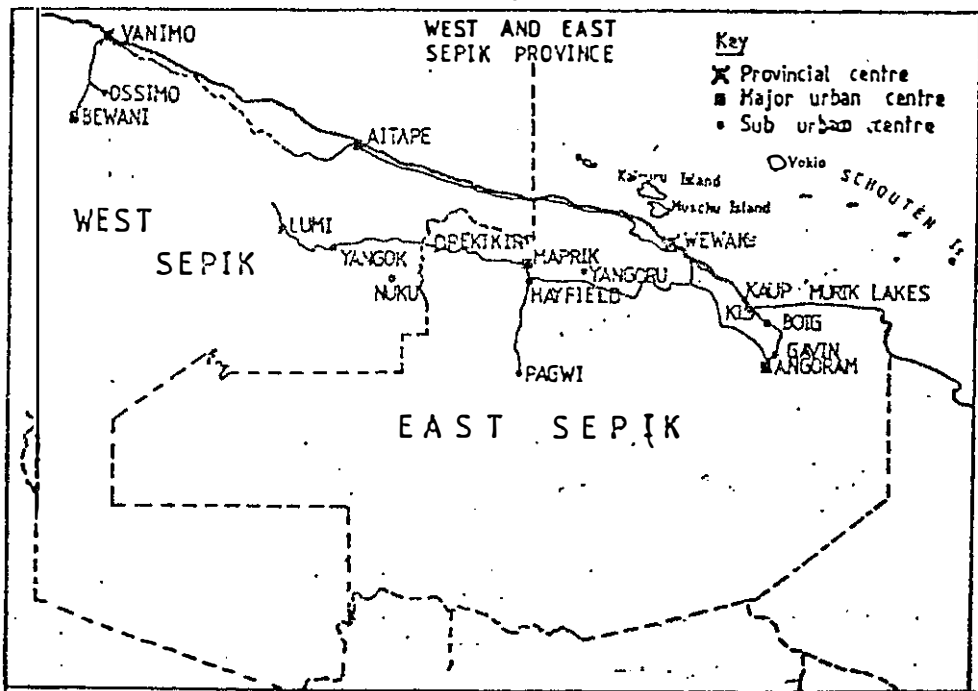 WEST AND EAST
SEPIK PROVINCE
Key
Provincial centre
Major urban centre
Sub urban centre
VANIMO
OSSIMO
BEWANI
AITAPE
Kairuru Island
Muschu Island
Vokio
SCHOUTEN Is
WEST
SEPIK
LUMI
YANGOK
NUKU
DREKIKIR
MAPRIK
HAYFIELD
YANGORU
WEWAK
KAUP
MURIK LAKES
KIS
BOIG
GAVIN
ANGORAM
PAGWI
EAST SEPIK